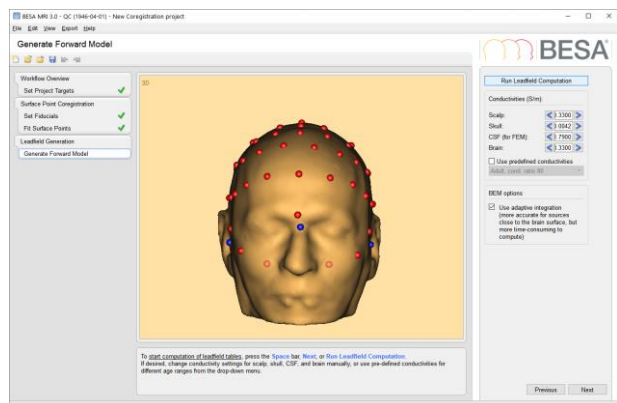 BESA MRI 3.0 - QC (1946-04-01) - New Coregistration project
File Edit View Export Help
Generate Forward Model
BESA®
Workflow Overview
Set Project Targets
Surface Point Coregistration
Set Fiducials
Fit Surface Points
Leadfield Generation
Generate Forward Model
3D
Run Leadfield Computation
Conductivities (S/m)
Scalp: 0.3300
Skull: 0.0042
CSF (for FEM): .7900
Brain: 0.3300
Use predefined conductivities
Adult, cond. ratio 80
BEM options
Use adaptive integration
(more accurate for sources
close to the brain surface, but
more time-consuming to
compute)
To start computation of leadfield tables, press the Space bar, Next, or Run Leadfield Computation.
If desired, change conductivity settings for scalp, skull, CSF, and brain manually, or use pre-defined conductivities for
different age ranges from the drop-down menu.
Previous Next